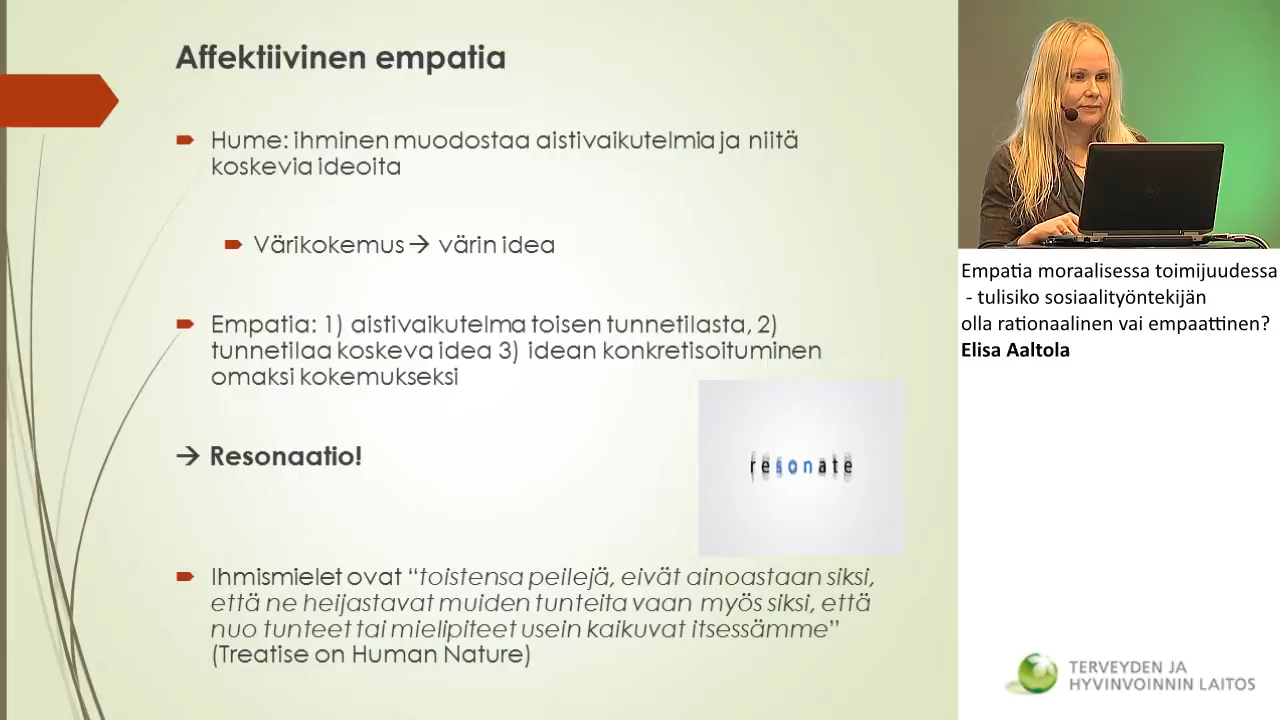 Affektiivinen empatia
Hume: ihminen muodostaa aistivaikutelmia ja niitä
koskevia ideoita
Värikokemus → värin idea
Empatia: 1) aistivaikutelma toisen tunnetilasta, 2)
tunnetilaa koskeva idea 3) idean konkretisoituminen
omaksi kokemukseksi
→ Resonaatio!
resonate
Ihmismielet ovat “toistensa peilejä, eivät ainoastaan siksi,
että ne heijastavat muiden tunteita vaan myös siksi, että
nuo tunteet tai mielipiteet usein kaikuvat itsessämme”
(Treatise on Human Nature)
Empatia moraalisessa toimijuudessa
- tulisiko sosiaalityöntekijän
olla rationaalinen vai empaattinen?
Elisa Aaltola
TERVEYDEN JA
HYVINVOINNIN LAITOS